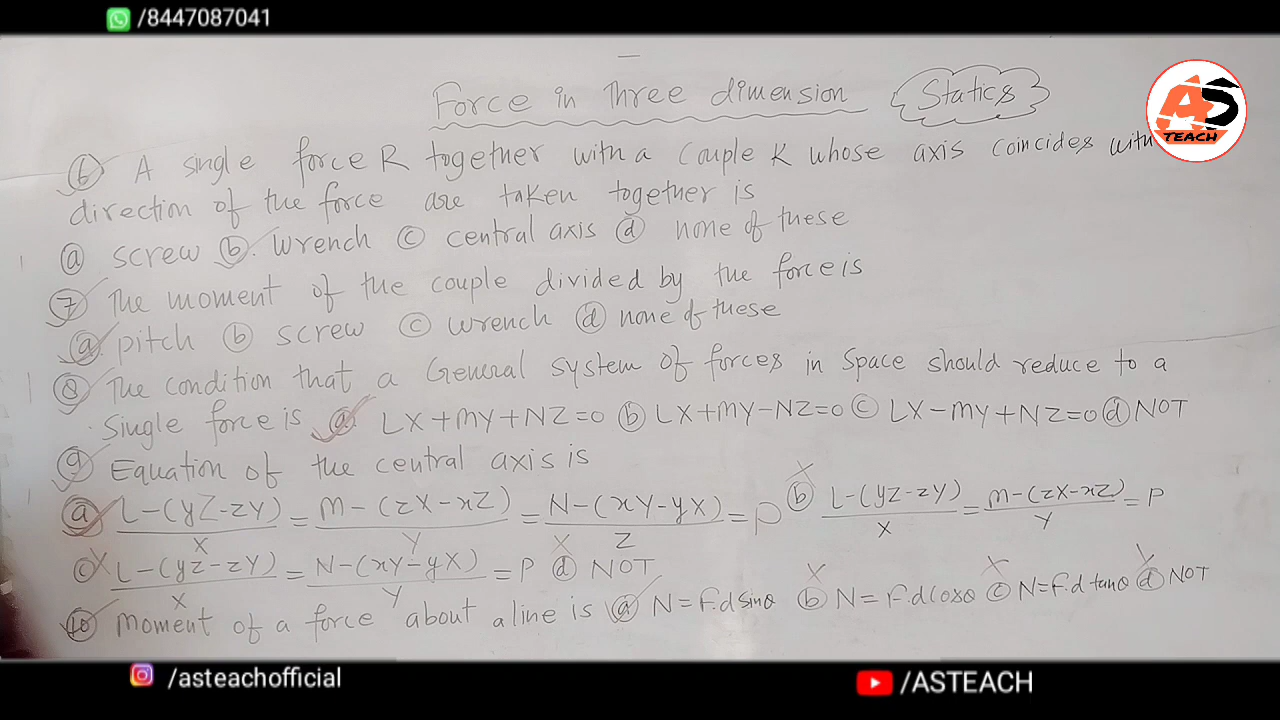 /8447087041
Force in Three dimension Statics
AS
TEACH
⑥ A single force R together with a couple K whose axis coincides with
direction of the force are taken together is
ⓐ screw ⓑ. wrench ⓒ central axis ⓓ none of these
⑦ The moment of the couple divided by the force is
ⓐ. pitch ⓑ screw ⓒ wrench ⓓ none of these
⑧ The condition that a General system of forces in space should reduce to a
Single force is ⓐ LX+MY+NZ=0 ⓑ LX+MY-NZ=0 ⓒ LX-MY+NZ=0 ⓓ NOT
⑨ Equation of the central axis is
ⓐ L-(yZ-zY)/X = M-(zX-xZ)/Y = N-(xY-yX)/Z = P ⓑ L-(yZ-zY)/X = M-(zX-xZ)/Y = P
ⓒ L-(yZ-zY)/X = N-(xY-yX)/Y = P ⓓ NOT
⑩ Moment of a force about a line is ⓐ N=F.d sinθ ⓑ N=F.d cosθ ⓒ N=F.d tanθ ⓓ NOT
/asteachofficial /ASTEACH